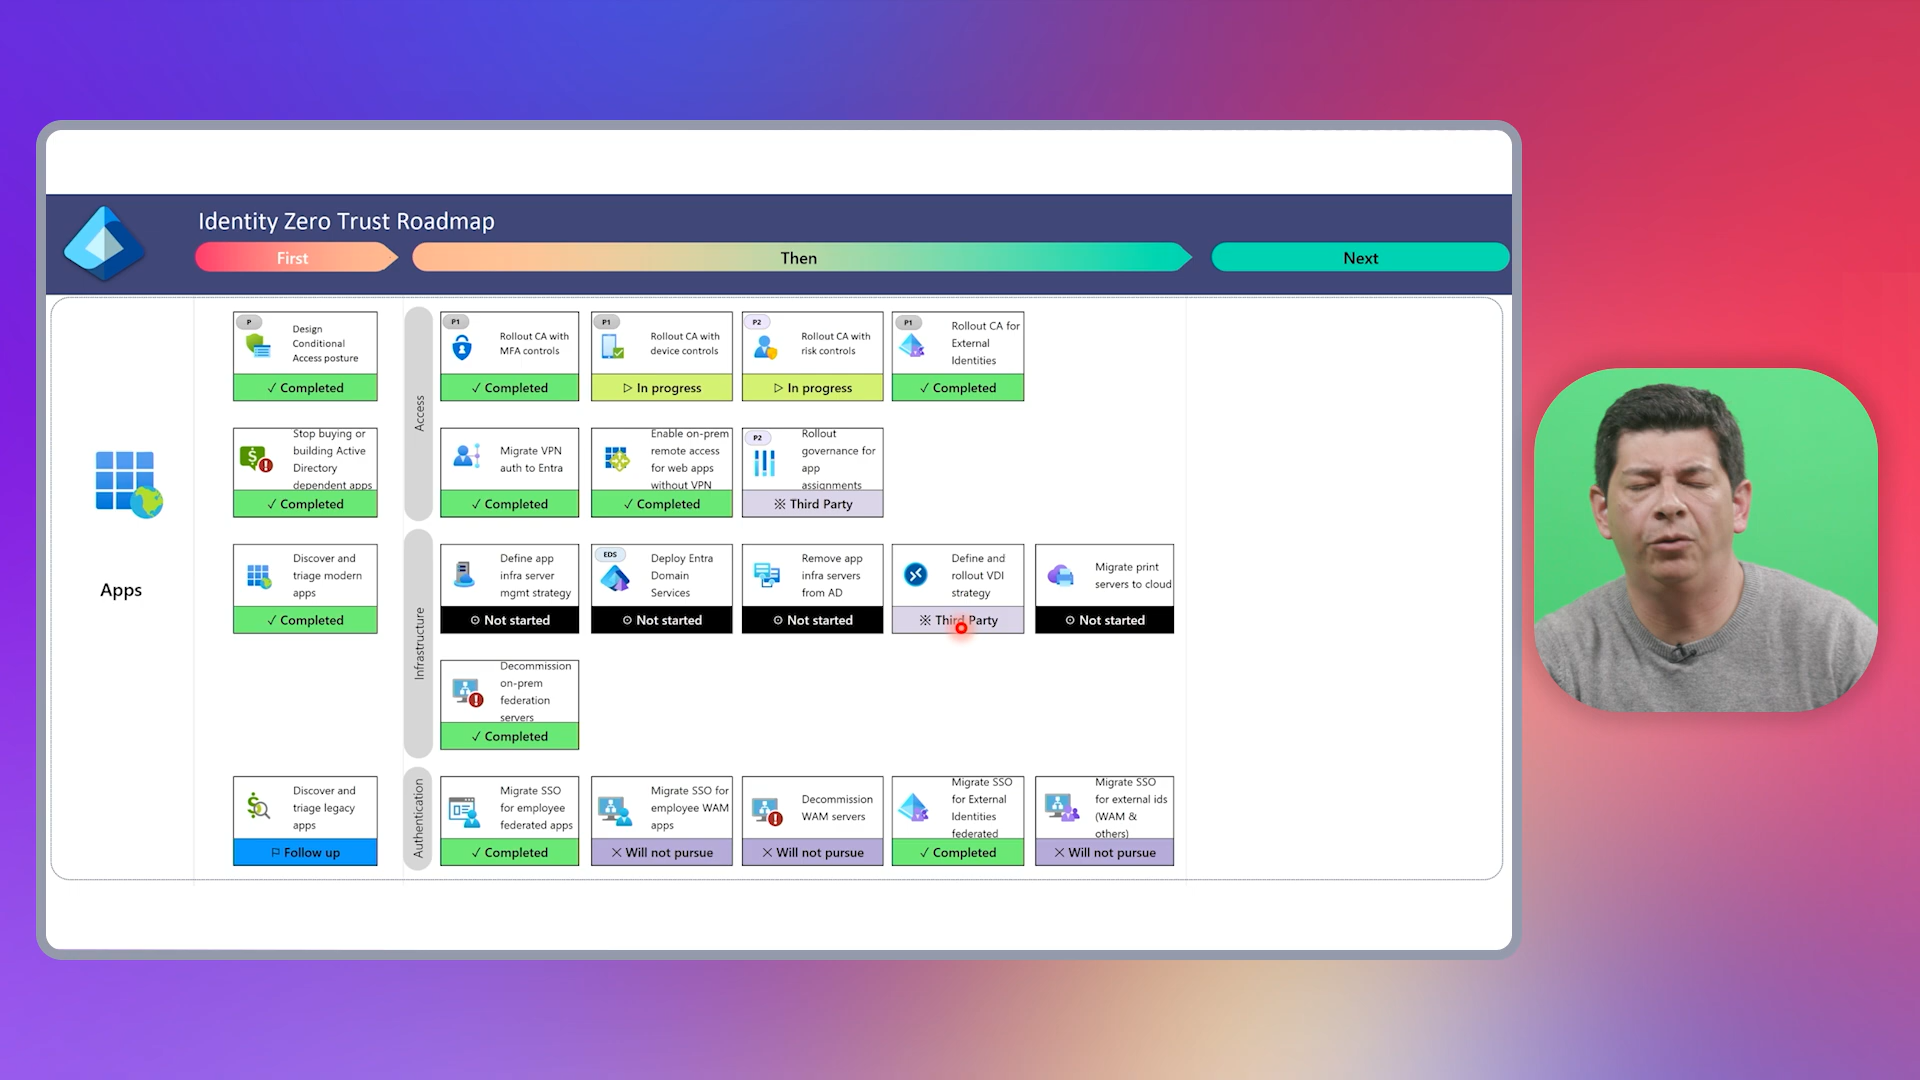 Identity Zero Trust Roadmap
First
Then
Next
Apps
P
Design
Conditional
Access posture
✓ Completed
Stop buying or
building Active
Directory
dependent apps
✓ Completed
Discover and
triage modern
apps
✓ Completed
Discover and
triage legacy
apps
Follow up
Access
P1
Rollout CA with
MFA controls
✓ Completed
P1
Rollout CA with
device controls
▷ In progress
P2
Rollout CA with
risk controls
▷ In progress
P1
Rollout CA for
External
Identities
✓ Completed
Migrate VPN
auth to Entra
✓ Completed
Enable on-prem
remote access
for web apps
without VPN
✓ Completed
P2
Rollout
governance for
app
assignments
※ Third Party
Infrastructure
Define app
infra server
mgmt strategy
⊙ Not started
EDS
Deploy Entra
Domain
Services
⊙ Not started
Remove app
infra servers
from AD
⊙ Not started
Define and
rollout VDI
strategy
※ Third Party
Migrate print
servers to cloud
⊙ Not started
Decommission
on-prem
federation
servers
✓ Completed
Authentication
Migrate SSO
for employee
federated apps
✓ Completed
Migrate SSO for
employee WAM
apps
✕ Will not pursue
Decommission
WAM servers
✕ Will not pursue
Migrate SSO
for External
Identities
federated
✓ Completed
Migrate SSO
for external ids
(WAM &
others)
✕ Will not pursue